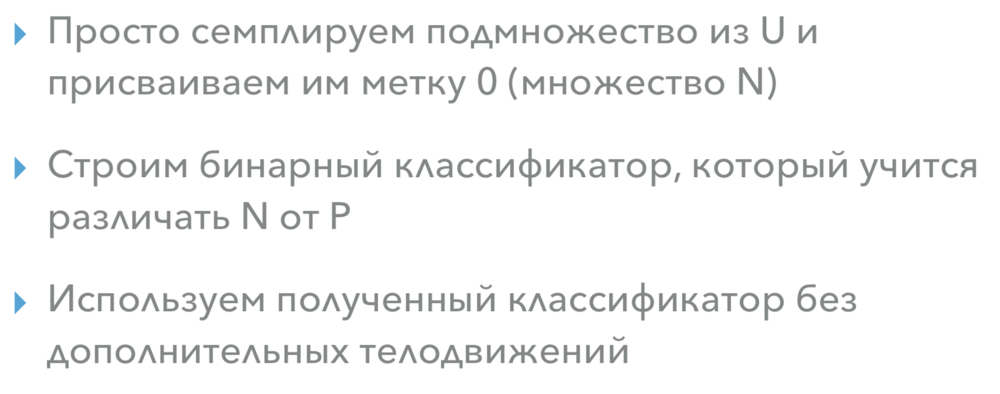 Просто семплируем подмножество из U и
присваиваем им метку 0 (множество N)
Строим бинарный классификатор, который учится
различать N от P
Используем полученный классификатор без
дополнительных телодвижений